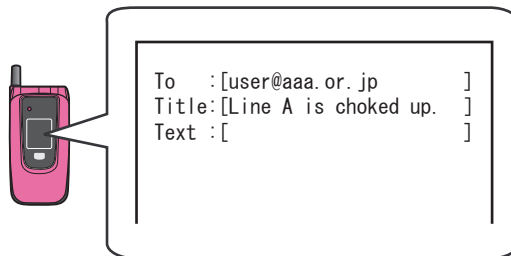 To   :[user@aaa.or.jp      ]
Title:[Line A is choked up.  ]
Text :[                    ]